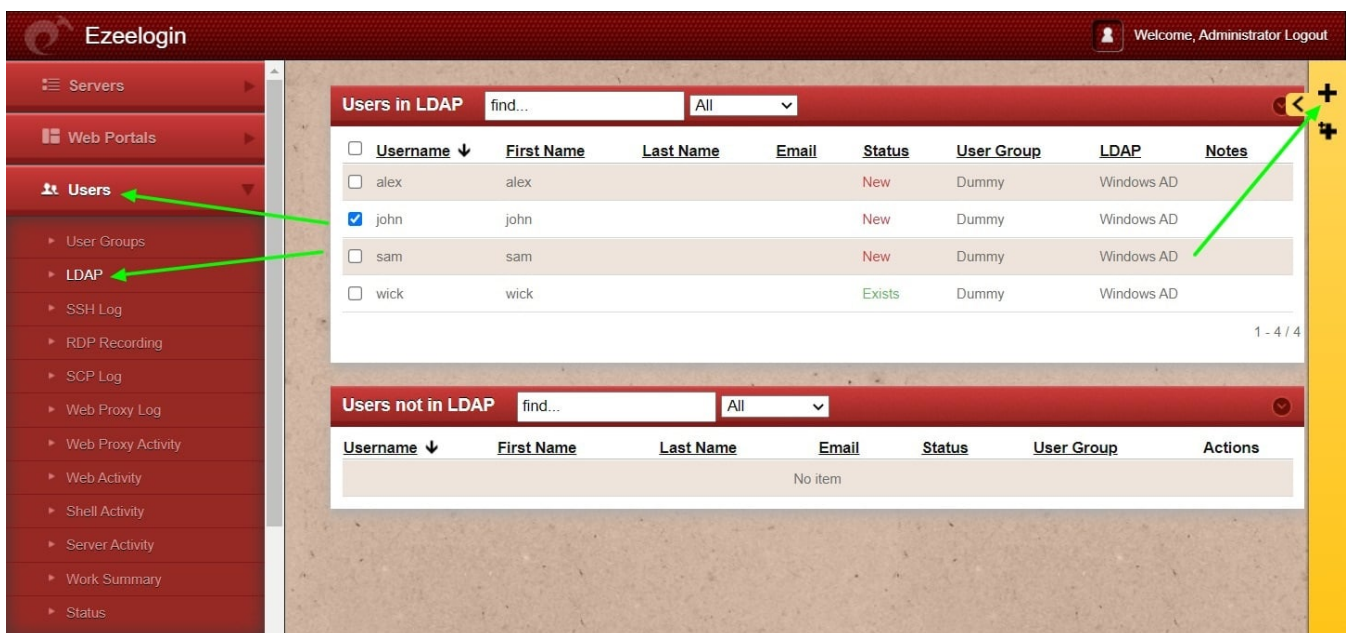 Ezeelogin
Welcome, Administrator Logout
Servers
Web Portals
Users
User Groups
LDAP
SSH Log
RDP Recording
SCP Log
Web Proxy Log
Web Proxy Activity
Web Activity
Shell Activity
Server Activity
Work Summary
Status
Users in LDAP find... All
Username First Name Last Name Email Status User Group LDAP Notes
alex alex New Dummy Windows AD
john john New Dummy Windows AD
sam sam New Dummy Windows AD
wick wick Exists Dummy Windows AD
1 - 4 / 4
Users not in LDAP find... All
Username First Name Last Name Email Status User Group Actions
No item